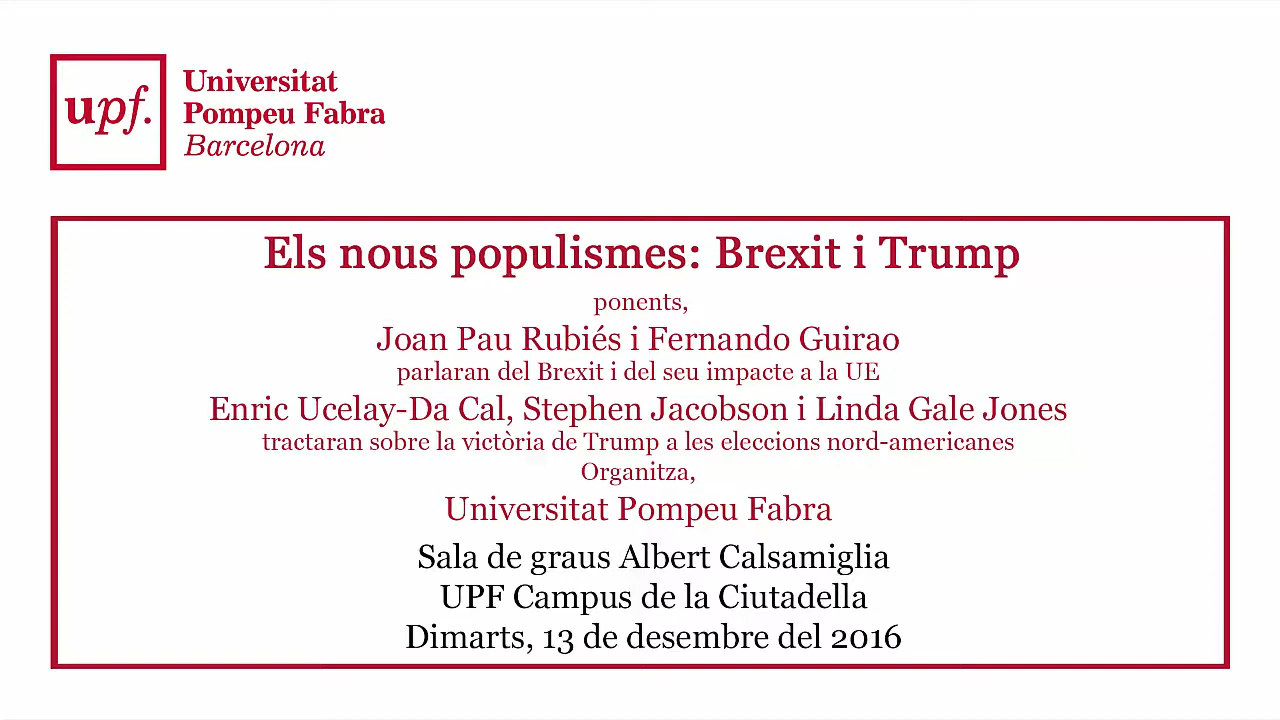 upf.
Universitat
Pompeu Fabra
Barcelona
Els nous populismes: Brexit i Trump
ponents,
Joan Pau Rubiés i Fernando Guirao
parlaran del Brexit i del seu impacte a la UE
Enric Ucelay-Da Cal, Stephen Jacobson i Linda Gale Jones
tractaran sobre la victòria de Trump a les eleccions nord-americanes
Organitza,
Universitat Pompeu Fabra
Sala de graus Albert Calsamiglia
UPF Campus de la Ciutadella
Dimarts, 13 de desembre del 2016